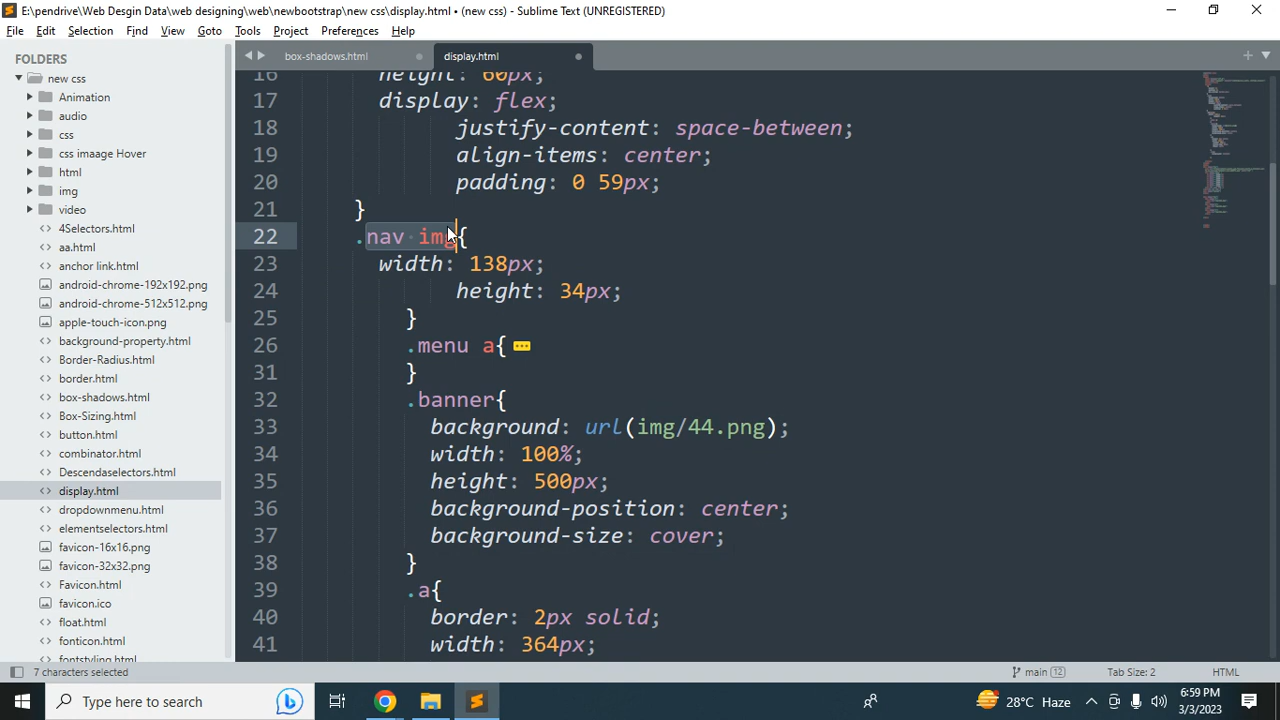 E:\pendrive\Web Desgin Data\web designing\web\newbootstrap\new css\display.html • (new css) - Sublime Text (UNREGISTERED)
File Edit Selection Find View Goto Tools Project Preferences Help
FOLDERS
new css
Animation
audio
css
css imaage Hover
html
img
video
4Selectors.html
aa.html
anchor link.html
android-chrome-192x192.png
android-chrome-512x512.png
apple-touch-icon.png
background-property.html
Border-Radius.html
border.html
box-shadows.html
Box-Sizing.html
button.html
combinator.html
Descendaselectors.html
display.html
dropdownmenu.html
elementselectors.html
favicon-16x16.png
favicon-32x32.png
Favicon.html
favicon.ico
float.html
fonticon.html
fontstyling.html
box-shadows.html display.html
16 height: 60px;
17 display: flex;
18 justify-content: space-between;
19 align-items: center;
20 padding: 0 59px;
21 }
22 .nav img{
23 width: 138px;
24 height: 34px;
25 }
26 .menu a{
31 }
32 .banner{
33 background: url(img/44.png);
34 width: 100%;
35 height: 500px;
36 background-position: center;
37 background-size: cover;
38 }
39 .a{
40 border: 2px solid;
41 width: 364px;
7 characters selected main 12 Tab Size: 2 HTML
Type here to search 28°C Haze 6:59 PM
3/3/2023